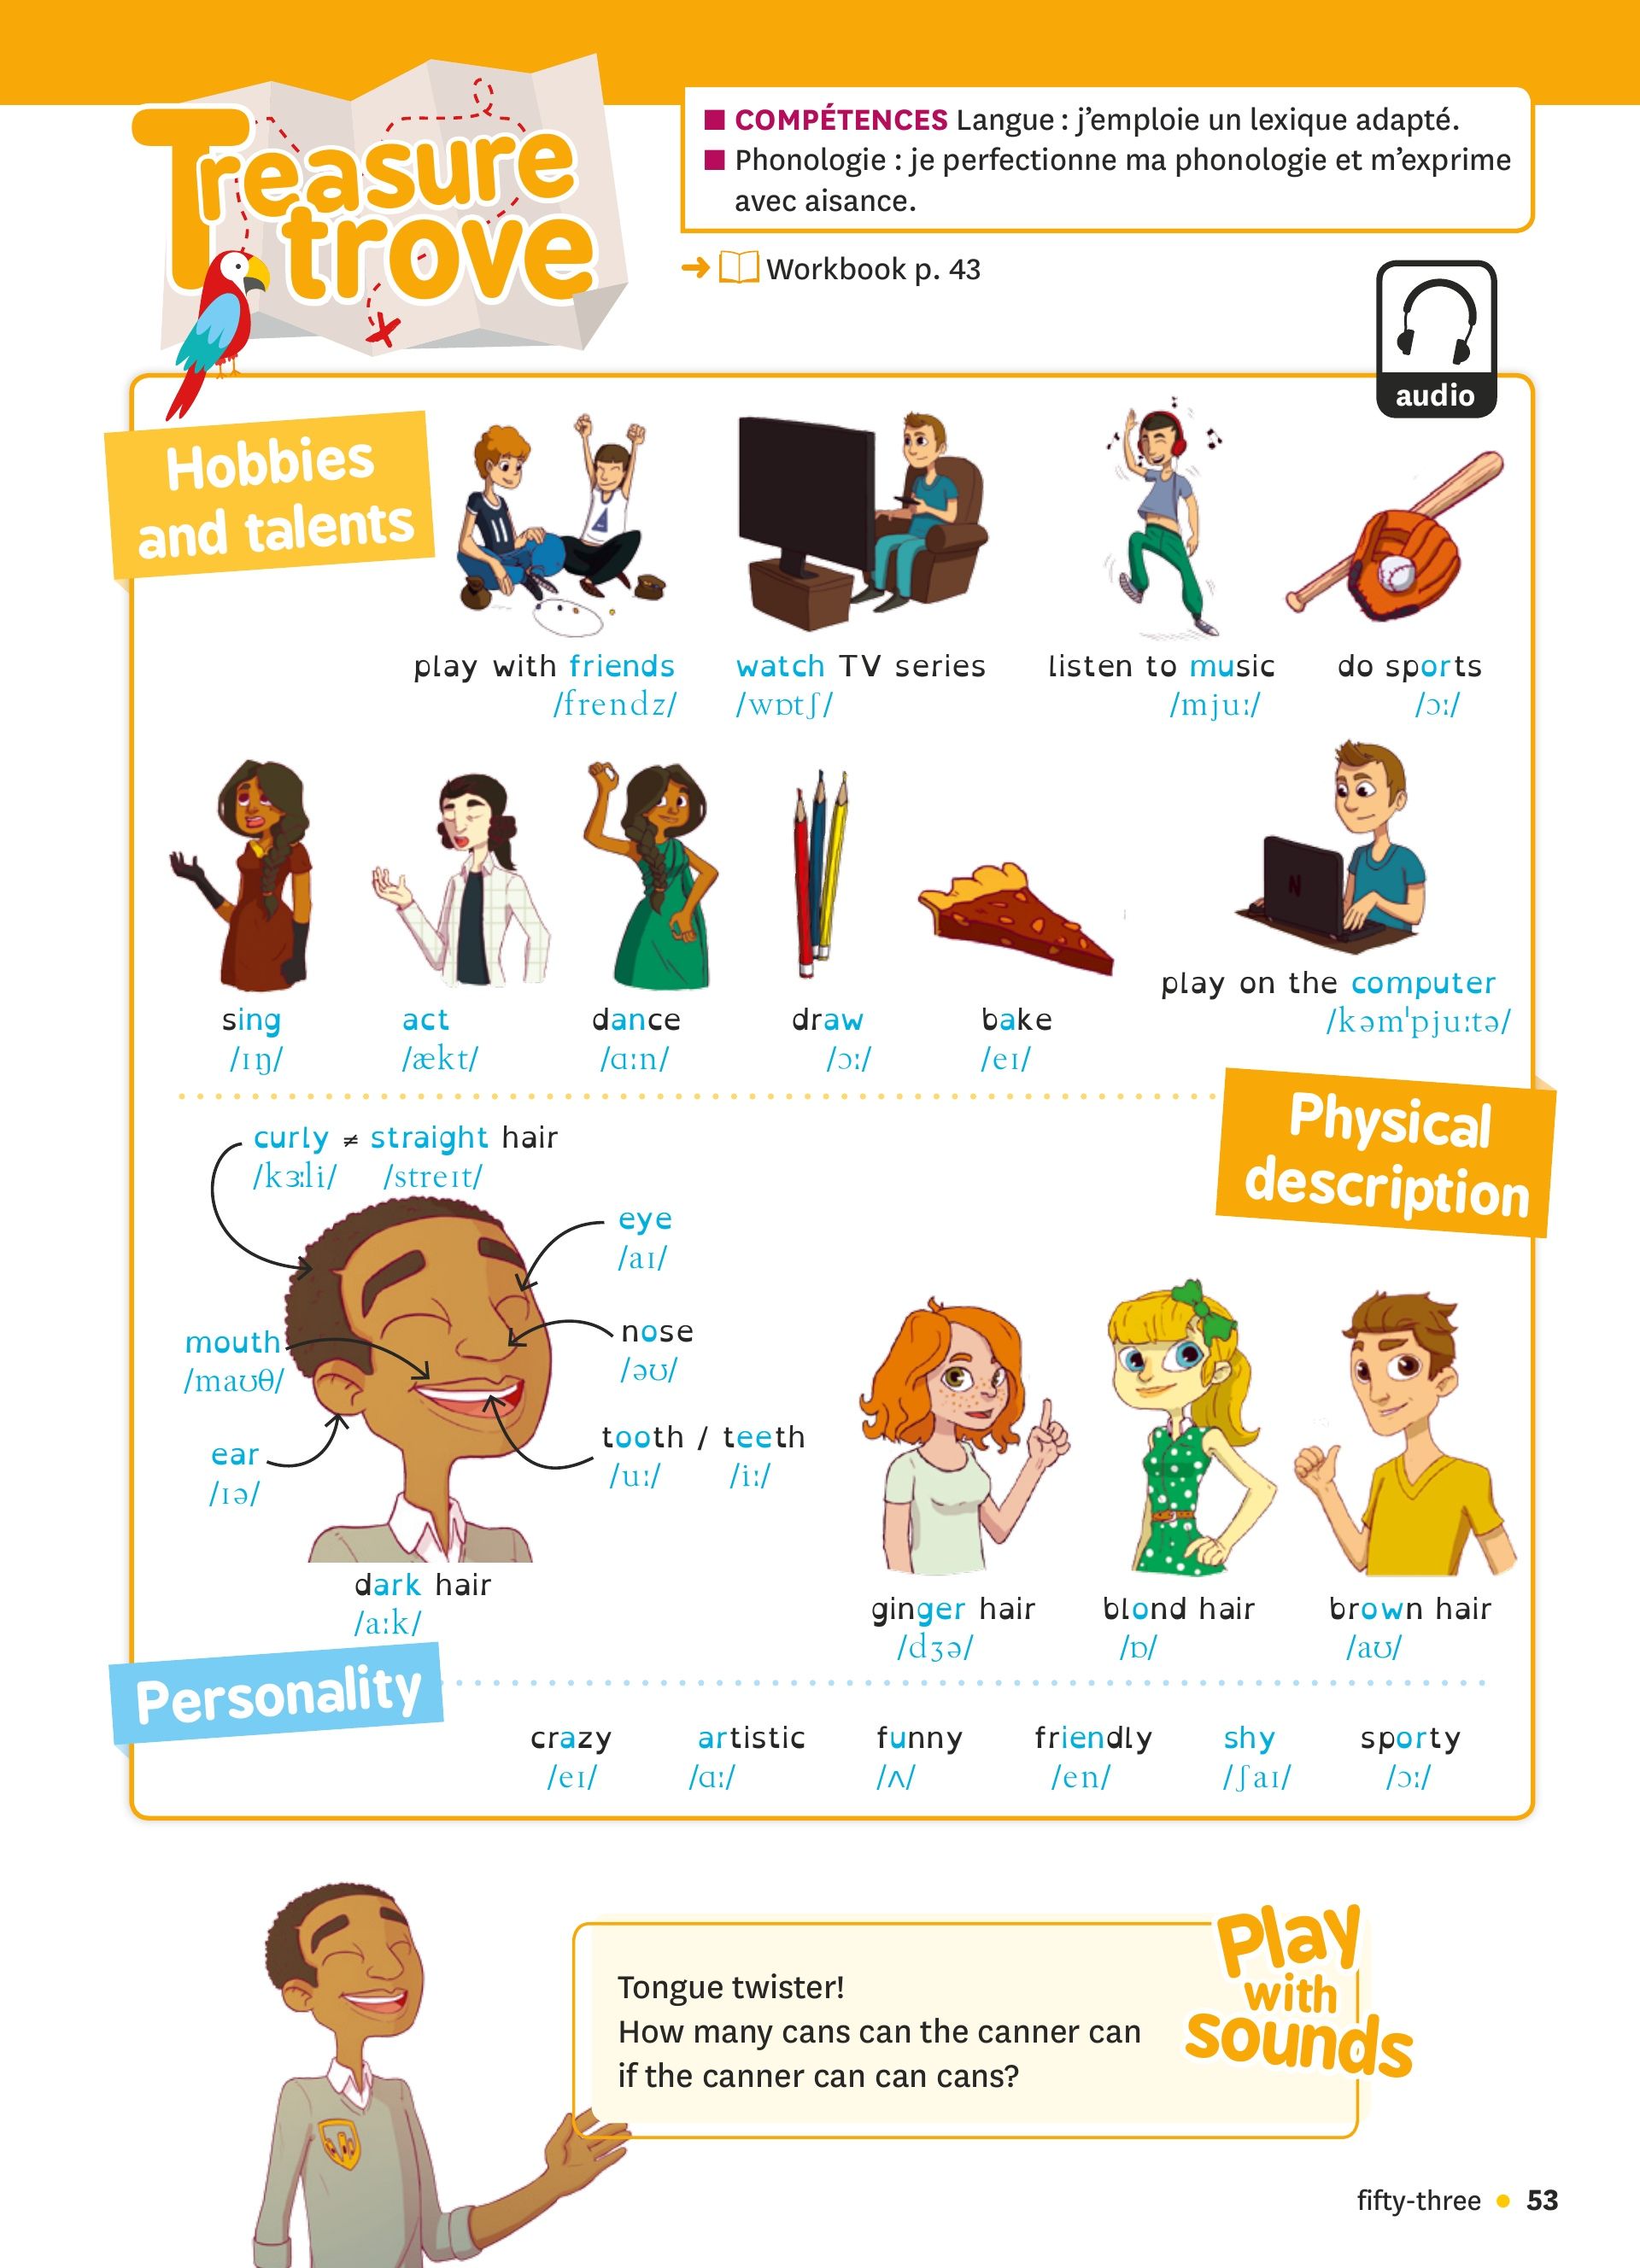 Treasure
trove
■ COMPÉTENCES Langue : j'emploie un lexique adapté.
■ Phonologie : je perfectionne ma phonologie et m'exprime
avec aisance.
➜ Workbook p. 43
audio
Hobbies
and talents
play with friends
/frendz/
watch TV series
/wɒtʃ/
listen to music
/mjuː/
do sports
/ɔː/
sing
/ɪŋ/
act
/ækt/
dance
/ɑːn/
draw
/ɔː/
bake
/eɪ/
N
play on the computer
/kəmˈpjuːtə/
Physical
description
curly ≠ straight hair
/kɜːli/ /streɪt/
eye
/aɪ/
mouth
/maʊθ/
nose
/əʊ/
ear
/ɪə/
tooth / teeth
/uː/ /iː/
dark hair
/aːk/
ginger hair
/dʒə/
blond hair
/ɒ/
brown hair
/aʊ/
Personality
crazy
/eɪ/
artistic
/ɑː/
funny
/ʌ/
friendly
/en/
shy
/ʃaɪ/
sporty
/ɔː/
Play
with
sounds
Tongue twister!
How many cans can the canner can
if the canner can can cans?
fifty-three • 53